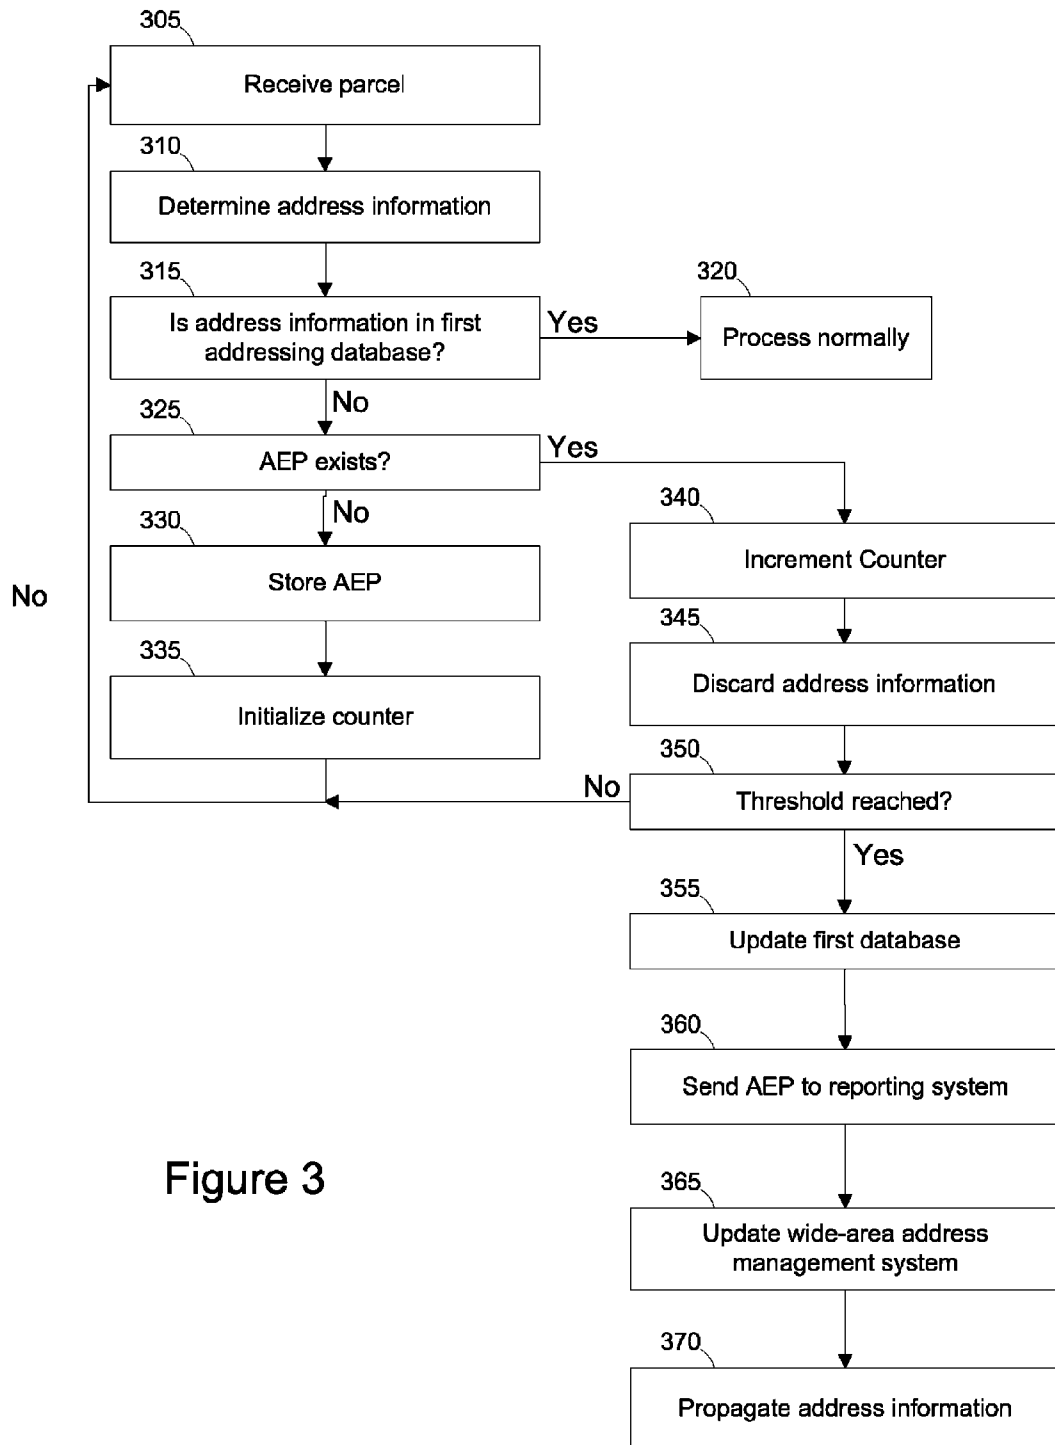 305
Receive parcel
310
Determine address information
315
Is address information in first
addressing database?
Yes
320
Process normally
No
325
AEP exists?
Yes
No
330
Store AEP
335
Initialize counter
No
340
Increment Counter
345
Discard address information
350
Threshold reached?
No
Yes
355
Update first database
360
Send AEP to reporting system
365
Update wide-area address
management system
370
Propagate address information
Figure 3